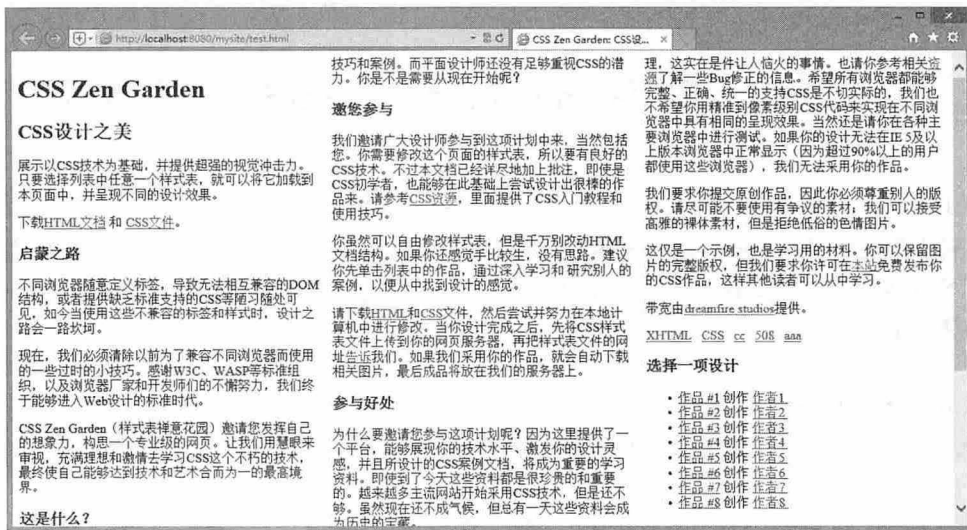 http://localhost:8080/mysite/test.html
CSS Zen Garden: CSS设...
CSS Zen Garden
CSS设计之美
展示以CSS技术为基础，并提供超强的视觉冲击力。
只要选择列表中任意一个样式表，就可以将它加载到
本页面中，并呈现不同的设计效果。
下载HTML文档 和 CSS文件。
启蒙之路
不同浏览器随意定义标签，导致无法相互兼容的DOM
结构，或者提供缺乏标准支持的CSS等陋习随处可
见，如今当使用这些不兼容的标签和样式时，设计之
路会一路坎坷。
现在，我们必须清除以前为了兼容不同浏览器而使用
的一些过时的小技巧。感谢W3C、WASP等标准组
织，以及浏览器厂家和开发师们的不懈努力，我们终
于能够进入Web设计的标准时代。
CSS Zen Garden（样式表禅意花园）邀请您发挥自己
的想象力，构思一个专业级的网页。让我们用慧眼来
审视，充满理想和激情去学习CSS这个不朽的技术，
最终使自己能够达到技术和艺术合而为一的最高境
界。
这是什么？
技巧和案例。而平面设计师还没有足够重视CSS的潜
力。你是不是需要从现在开始呢？
邀您参与
我们邀请广大设计师参与到这项计划中来，当然包括
您。你需要修改这个页面的样式表，所以要有良好的
CSS技术。不过本文档已经详尽地加上批注，即使是
CSS初学者，也能够在此基础上尝试设计出很棒的作
品来。请参考CSS资源，里面提供了CSS入门教程和
使用技巧。
你虽然可以自由修改样式表，但是千万别改动HTML
文档结构。如果你还感觉手比较生，没有思路。建议
你先单击列表中的作品，通过深入学习和 研究别人的
案例，以便从中找到设计的感觉。
请下载HTML和CSS文件，然后尝试并努力在本地计
算机中进行修改。当你设计完成之后，先将CSS样式
表文件上传到你的网页服务器，再把样式表文件的网
址告诉我们。如果我们采用你的作品，就会自动下载
相关图片，最后成品将放在我们的服务器上。
参与好处
为什么要邀请您参与这项计划呢？因为这里提供了一
个平台，能够展现你的技术水平、激发你的设计灵
感，并且所设计的CSS案例文档，将成为重要的学习
资料。即使到了今天这些资料都是很珍贵的和重要
的。越来越多主流网站开始采用CSS技术，但是还不
够。虽然现在还不成气候，但总有一天这些资料会成
为历史的宝藏。
理，这实在是件让人恼火的事情。也请你参考相关资
源了解一些Bug修正的信息。希望所有浏览器都能够
完整、正确、统一的支持CSS是不切实际的，我们也
不希望你用精准到像素级别CSS代码来实现在不同浏
览器中具有相同的呈现效果。当然还是请你在各种主
要浏览器中进行测试。如果你的设计无法在IE 5及以
上版本浏览器中正常显示（因为超过90%以上的用户
都使用这些浏览器），我们无法采用你的作品。
我们要求你提交原创作品，因此你必须尊重别人的版
权。请尽可能不要使用有争议的素材；我们可以接受
高雅的裸体素材，但是拒绝低俗的色情图片。
这仅是一个示例，也是学习用的材料。你可以保留图
片的完整版权，但我们要求你许可在本站免费发布你
的CSS作品，这样其他读者可以从中学习。
带宽由dreamfire studios提供。
XHTML CSS cc 508 aaa
选择一项设计
• 作品 #1 创作 作者1
• 作品 #2 创作 作者2
• 作品 #3 创作 作者3
• 作品 #4 创作 作者4
• 作品 #5 创作 作者5
• 作品 #6 创作 作者6
• 作品 #7 创作 作者7
• 作品 #8 创作 作者8